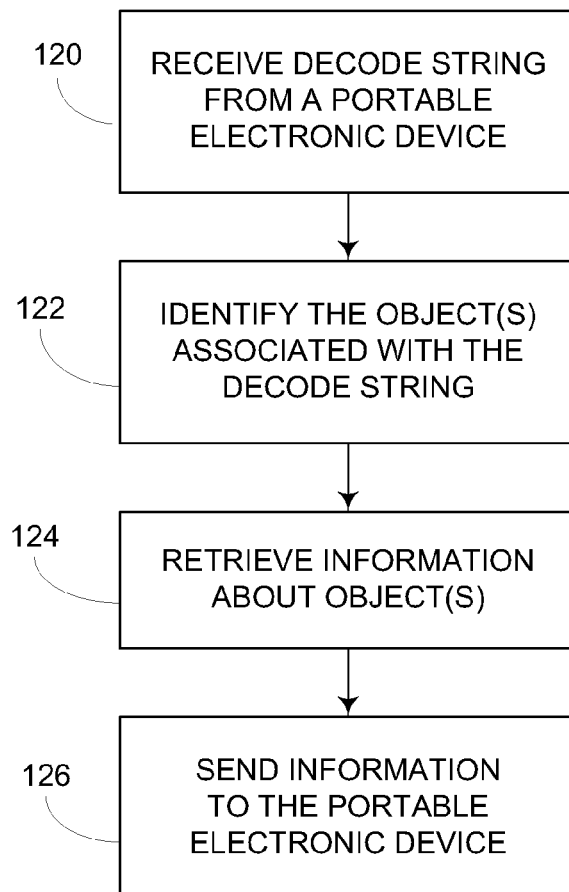 120
RECEIVE DECODE STRING
FROM A PORTABLE
ELECTRONIC DEVICE
122
IDENTIFY THE OBJECT(S)
ASSOCIATED WITH THE
DECODE STRING
124
RETRIEVE INFORMATION
ABOUT OBJECT(S)
126
SEND INFORMATION
TO THE PORTABLE
ELECTRONIC DEVICE